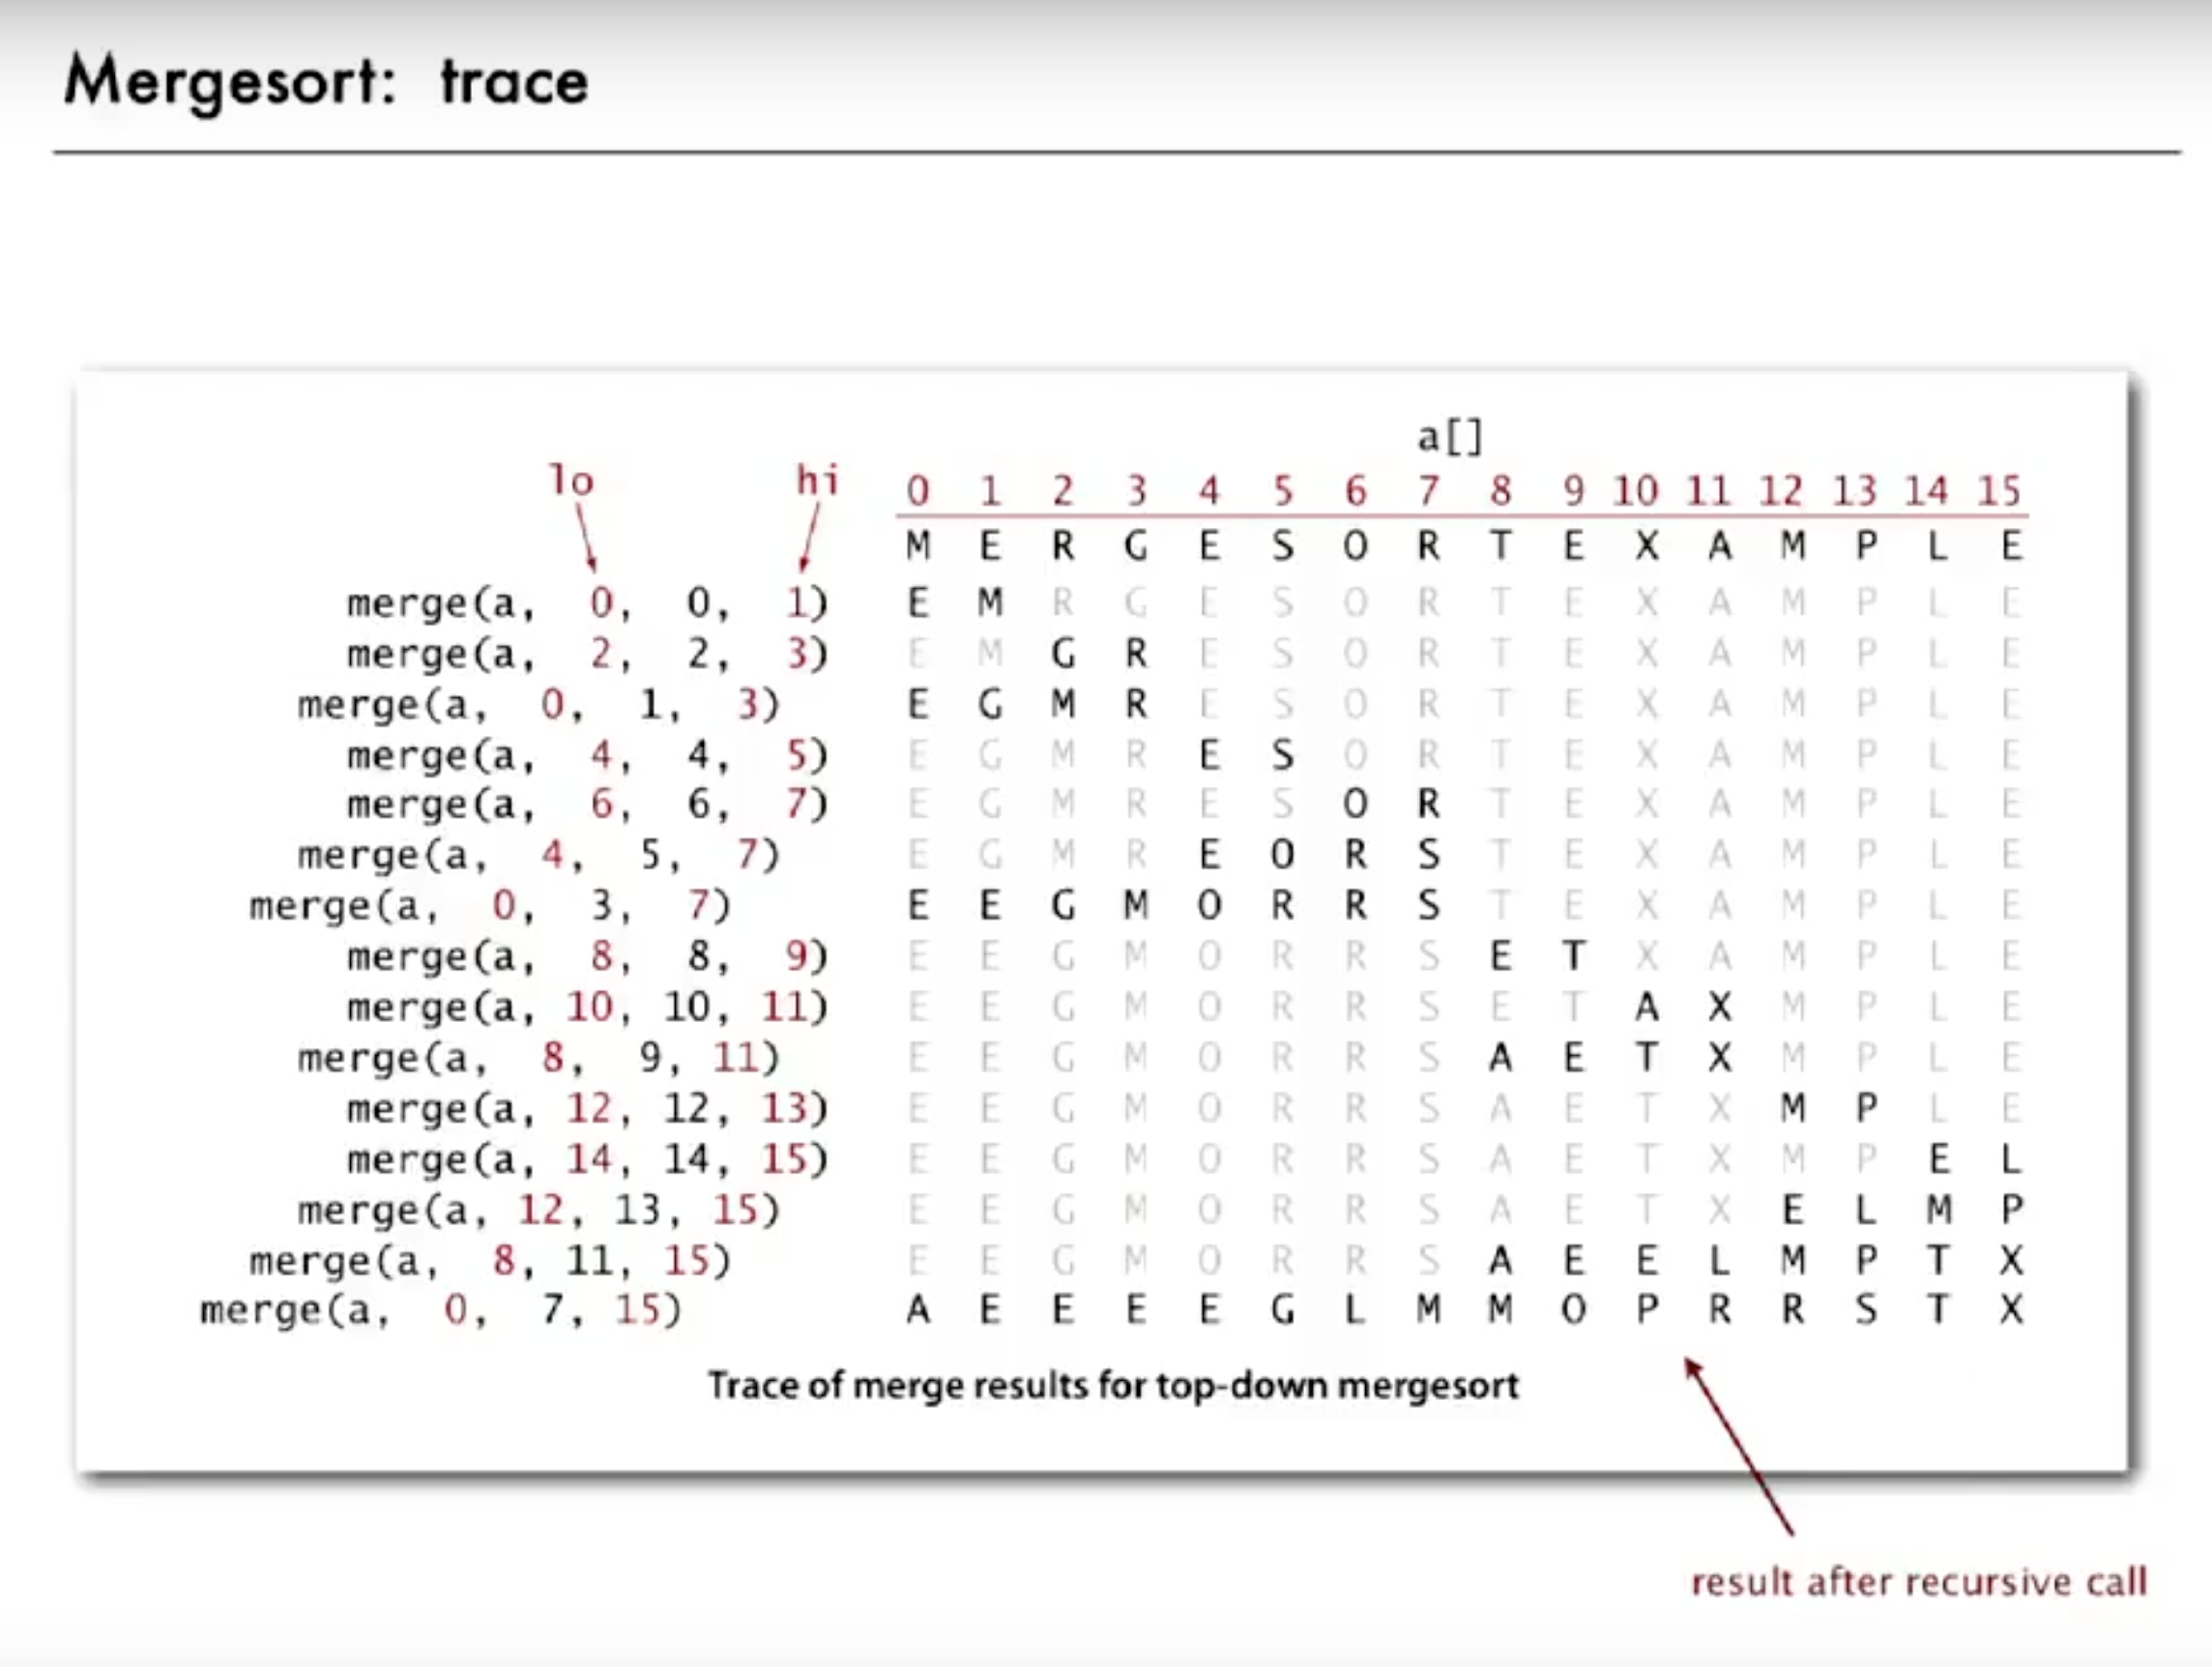 Mergesort: trace
a[]
lo hi 0 1 2 3 4 5 6 7 8 9 10 11 12 13 14 15
M E R G E S O R T E X A M P L E
merge(a, 0, 0, 1) E M R G E S O R T E X A M P L E
merge(a, 2, 2, 3) E M G R E S O R T E X A M P L E
merge(a, 0, 1, 3) E G M R E S O R T E X A M P L E
merge(a, 4, 4, 5) E G M R E S O R T E X A M P L E
merge(a, 6, 6, 7) E G M R E S O R T E X A M P L E
merge(a, 4, 5, 7) E G M R E O R S T E X A M P L E
merge(a, 0, 3, 7) E E G M O R R S T E X A M P L E
merge(a, 8, 8, 9) E E G M O R R S E T X A M P L E
merge(a, 10, 10, 11) E E G M O R R S E T A X M P L E
merge(a, 8, 9, 11) E E G M O R R S A E T X M P L E
merge(a, 12, 12, 13) E E G M O R R S A E T X M P L E
merge(a, 14, 14, 15) E E G M O R R S A E T X M P E L
merge(a, 12, 13, 15) E E G M O R R S A E T X E L M P
merge(a, 8, 11, 15) E E G M O R R S A E E L M P T X
merge(a, 0, 7, 15) A E E E E G L M M O P R R S T X
Trace of merge results for top-down mergesort
result after recursive call